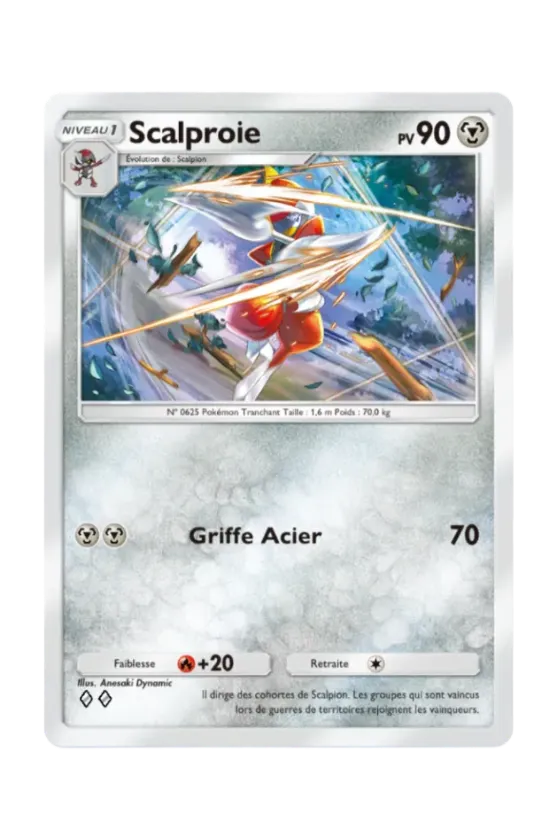 NIVEAU 1
Scalproie
PV 90
Évolution de : Scalpion
N° 0625 Pokémon Tranchant Taille : 1,6 m Poids : 70,0 kg
Griffe Acier 70
Faiblesse +20 Retraite
Illus. Anesaki Dynamic
Il dirige des cohortes de Scalpion. Les groupes qui sont vaincus
lors de guerres de territoires rejoignent les vainqueurs.